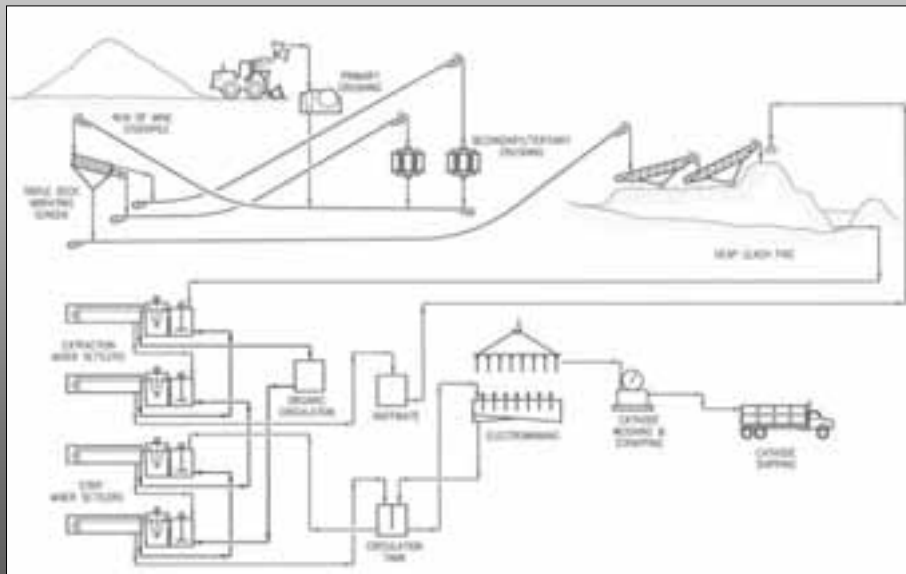 PRIMARY
CRUSHING
RUN OF MINE
STOCKPILE
SECONDARY/TERTIARY
CRUSHING
TRIPLE DECK
VIBRATING
SCREEN
HEAP LEACH PAD
EXTRACTION
MIXER SETTLERS
ORGANIC
CIRCULATION
RAFFINATE
ELECTROWINNING
CATHODE
WASHING &
STRIPPING
CATHODE
SHIPPING
STRIP
MIXER SETTLERS
CIRCULATION
TANK